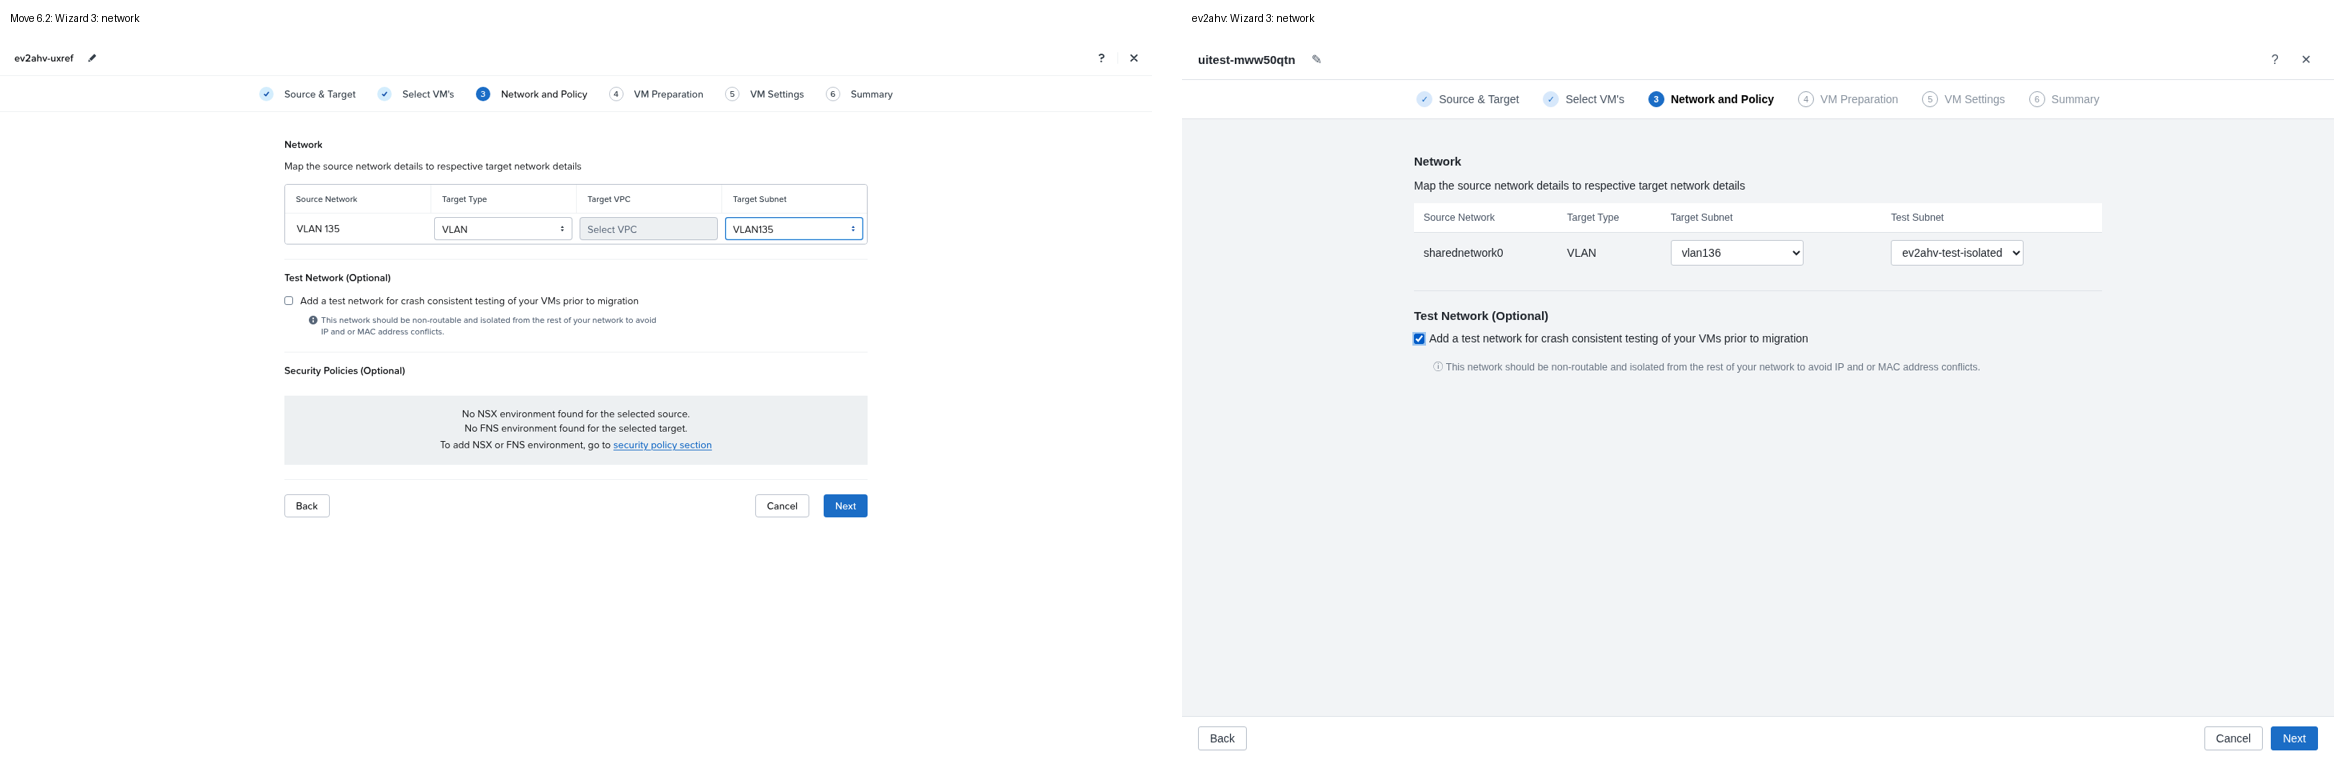 Move 6.2: Wizard 3: network
ev2ahv-uxref
?
Source & Target
Select VM's
3 Network and Policy
4 VM Preparation
5 VM Settings
6 Summary
Network
Map the source network details to respective target network details
Source Network Target Type Target VPC Target Subnet
VLAN 135 VLAN Select VPC VLAN135
Test Network (Optional)
Add a test network for crash consistent testing of your VMs prior to migration
This network should be non-routable and isolated from the rest of your network to avoid
IP and or MAC address conflicts.
Security Policies (Optional)
No NSX environment found for the selected source.
No FNS environment found for the selected target.
To add NSX or FNS environment, go to security policy section
Back Cancel Next
ev2ahv: Wizard 3: network
uitest-mww50qtn
?
Source & Target
Select VM's
3 Network and Policy
4 VM Preparation
5 VM Settings
6 Summary
Network
Map the source network details to respective target network details
Source Network Target Type Target Subnet Test Subnet
sharednetwork0 VLAN vlan136 ev2ahv-test-isolated
Test Network (Optional)
Add a test network for crash consistent testing of your VMs prior to migration
This network should be non-routable and isolated from the rest of your network to avoid IP and or MAC address conflicts.
Back Cancel Next